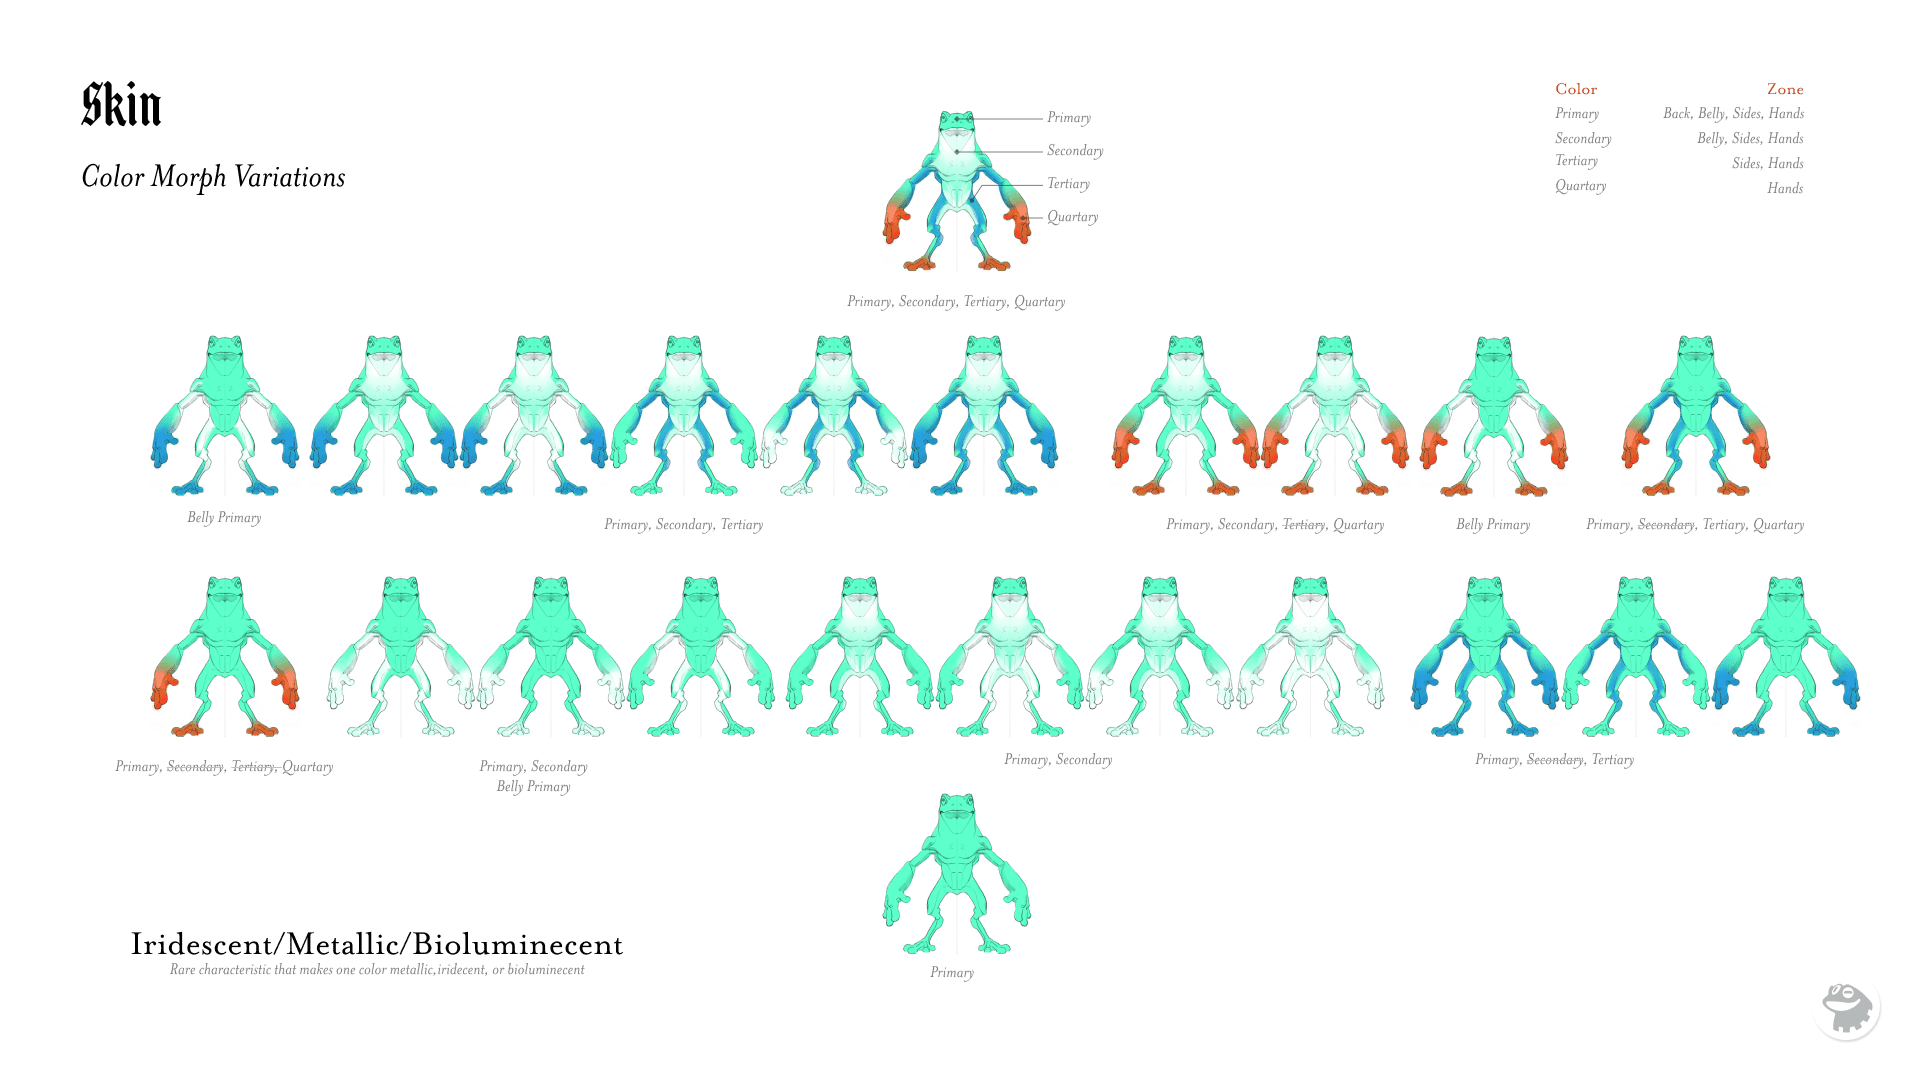 Skin
Color Morph Variations
Primary
Secondary
Tertiary
Quartary
Primary, Secondary, Tertiary, Quartary
Color Zone
Primary Back, Belly, Sides, Hands
Secondary Belly, Sides, Hands
Tertiary Sides, Hands
Quartary Hands
Belly Primary
Primary, Secondary, Tertiary
Primary, Secondary, Tertiary, Quartary
Belly Primary
Primary, Secondary, Tertiary, Quartary
Primary, Secondary, Tertiary, Quartary
Primary, Secondary
Belly Primary
Primary, Secondary
Primary, Secondary, Tertiary
Primary
Iridescent/Metallic/Bioluminecent
Rare characteristic that makes one color metallic,iridecent, or bioluminecent